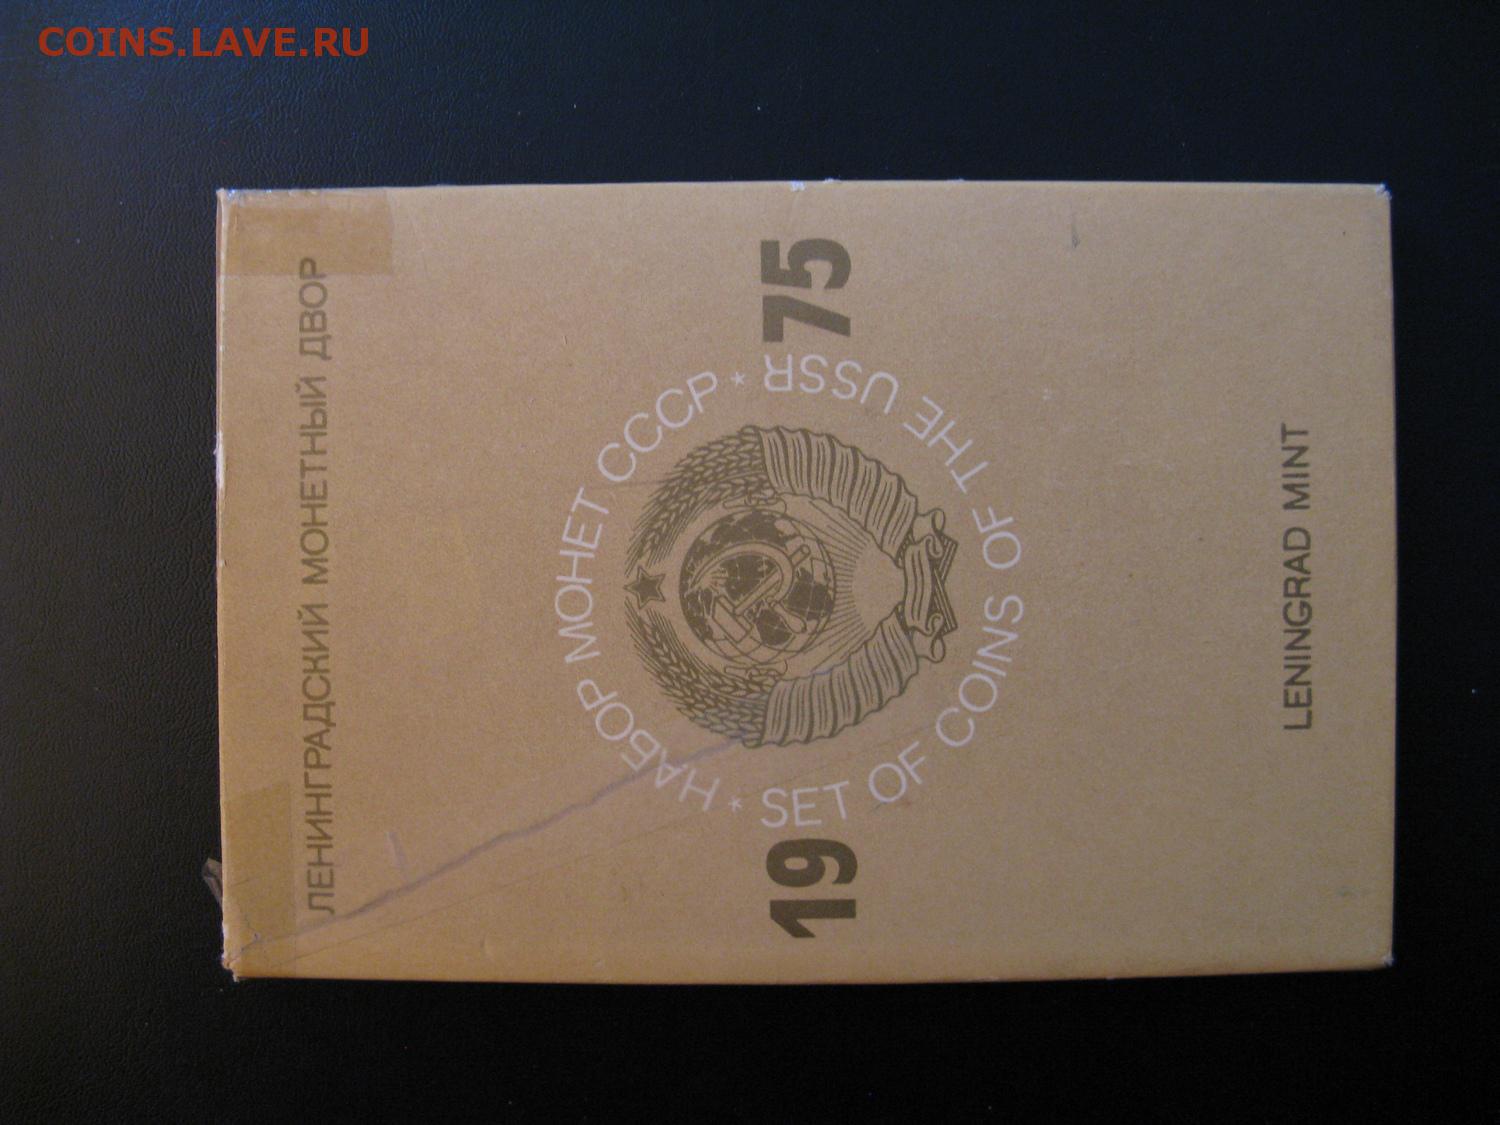 COINS.LAVE.RU
ЛЕНИНГРАДСКИЙ МОНЕТНЫЙ ДВОР
* НАБОР МОНЕТ СССР *
19 75
SET OF COINS OF THE USSR
LENINGRAD MINT